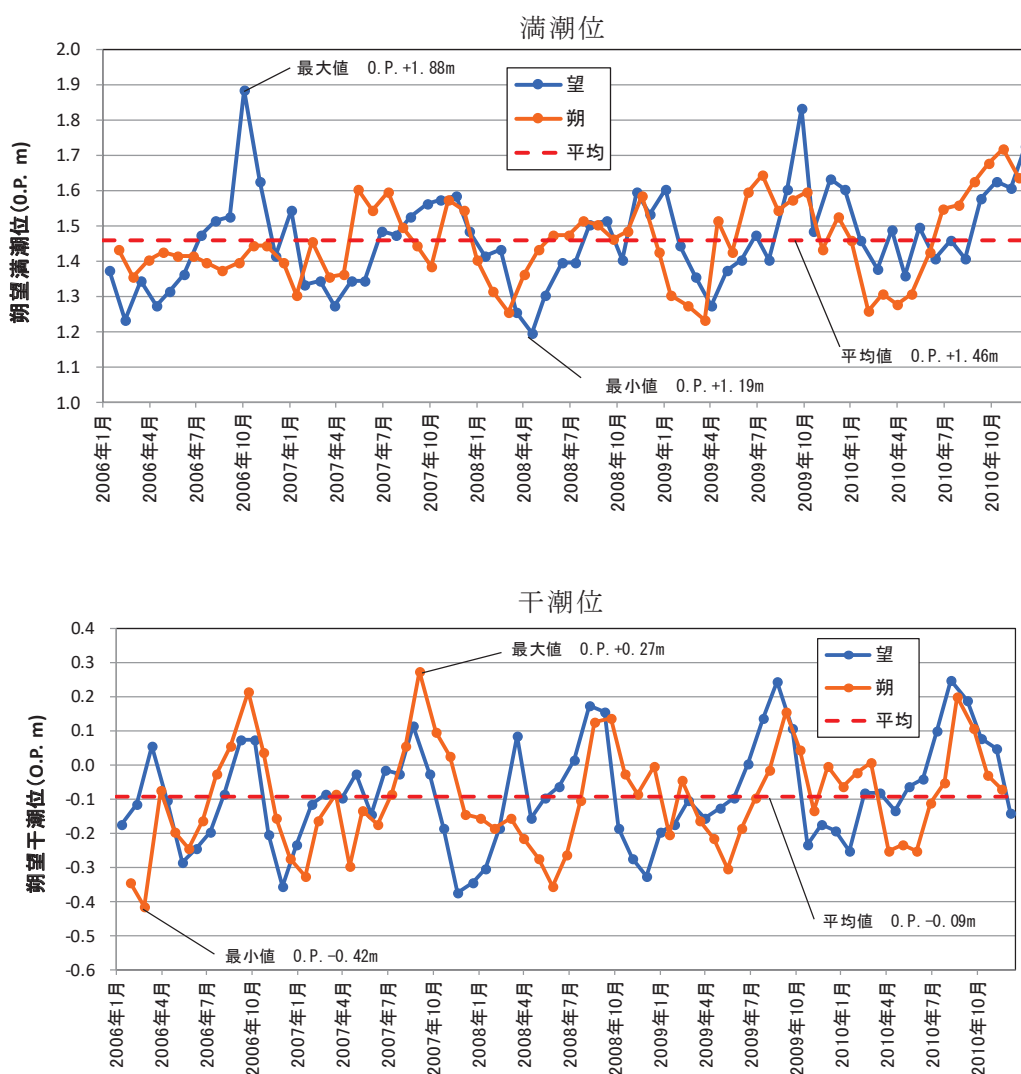 満潮位
朔望満潮位(O.P. m)
2.0
1.9
1.8
1.7
1.6
1.5
1.4
1.3
1.2
1.1
1.0
最大値 O.P.+1.88m
望
朔
平均
平均値 O.P.+1.46m
最小値 O.P.+1.19m
2006年1月
2006年4月
2006年7月
2006年10月
2007年1月
2007年4月
2007年7月
2007年10月
2008年1月
2008年4月
2008年7月
2008年10月
2009年1月
2009年4月
2009年7月
2009年10月
2010年1月
2010年4月
2010年7月
2010年10月
干潮位
朔望干潮位(O.P. m)
0.4
0.3
0.2
0.1
0.0
-0.1
-0.2
-0.3
-0.4
-0.5
-0.6
最大値 O.P.+0.27m
望
朔
平均
平均値 O.P.-0.09m
最小値 O.P.-0.42m
2006年1月
2006年4月
2006年7月
2006年10月
2007年1月
2007年4月
2007年7月
2007年10月
2008年1月
2008年4月
2008年7月
2008年10月
2009年1月
2009年4月
2009年7月
2009年10月
2010年1月
2010年4月
2010年7月
2010年10月